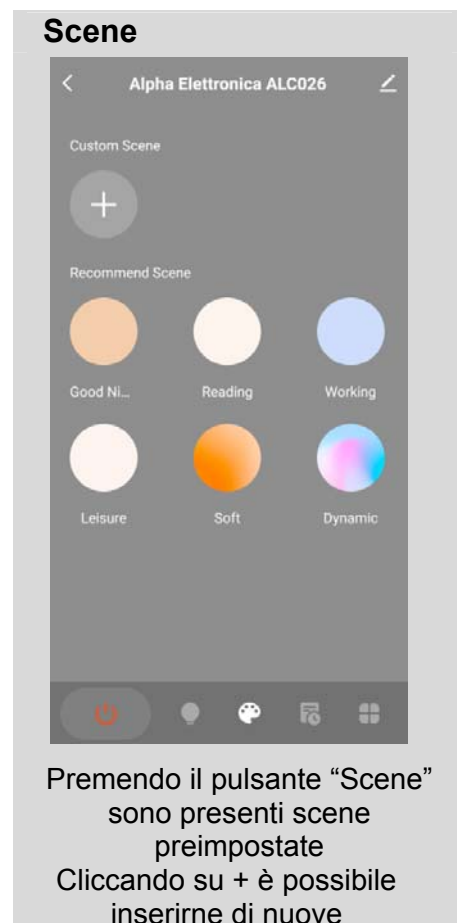 Scene
Alpha Elettronica ALC026
Custom Scene
Recommend Scene
Good Ni...
Reading
Working
Leisure
Soft
Dynamic
Premendo il pulsante “Scene”
sono presenti scene
preimpostate
Cliccando su + è possibile
inserirne di nuove